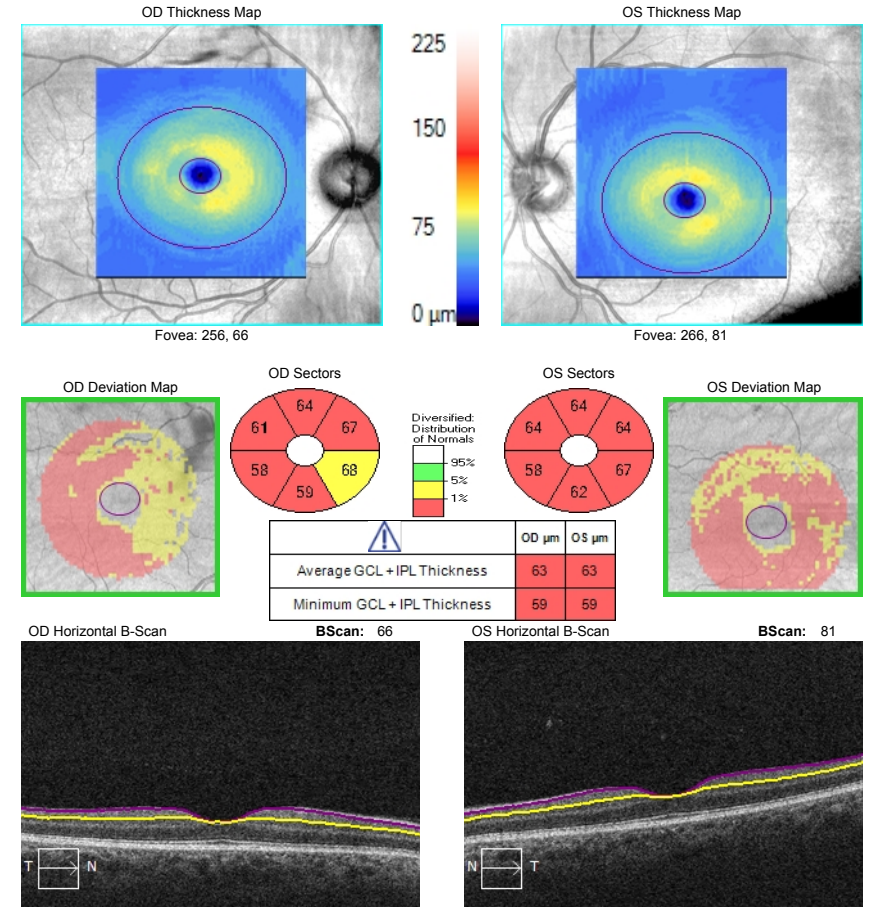 OD Thickness Map
OS Thickness Map
225
150
75
0 µm
Fovea: 256, 66
Fovea: 266, 81
OD Deviation Map
OD Sectors
OS Sectors
OS Deviation Map
64
61 67
58 68
59
Diversified:
Distribution
of Normals
95%
5%
1%
64
64 64
58 67
62
OD µm OS µm
Average GCL + IPL Thickness 63 63
Minimum GCL + IPL Thickness 59 59
OD Horizontal B-Scan BScan: 66
OS Horizontal B-Scan BScan: 81
T N
N T